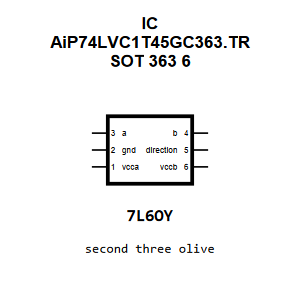 IC
AiP74LVC1T45GC363.TR
SOT 363 6
3 a b 4
2 gnd direction 5
1 vcca vccb 6
7L60Y
second three olive